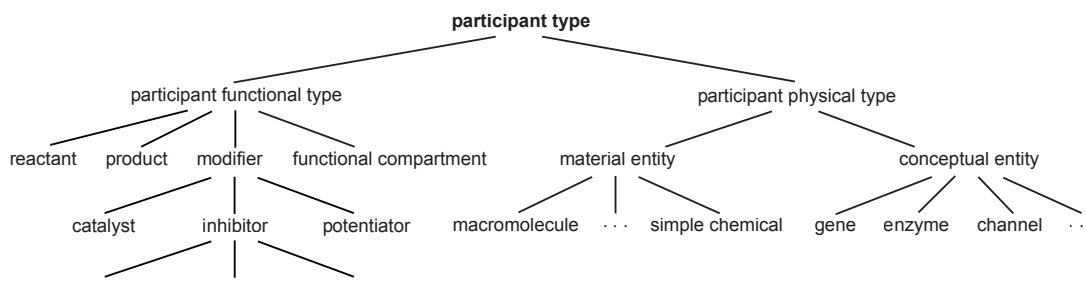 participant type
participant functional type participant physical type
reactant product modifier functional compartment material entity conceptual entity
catalyst inhibitor potentiator macromolecule · · · simple chemical gene enzyme channel · ·